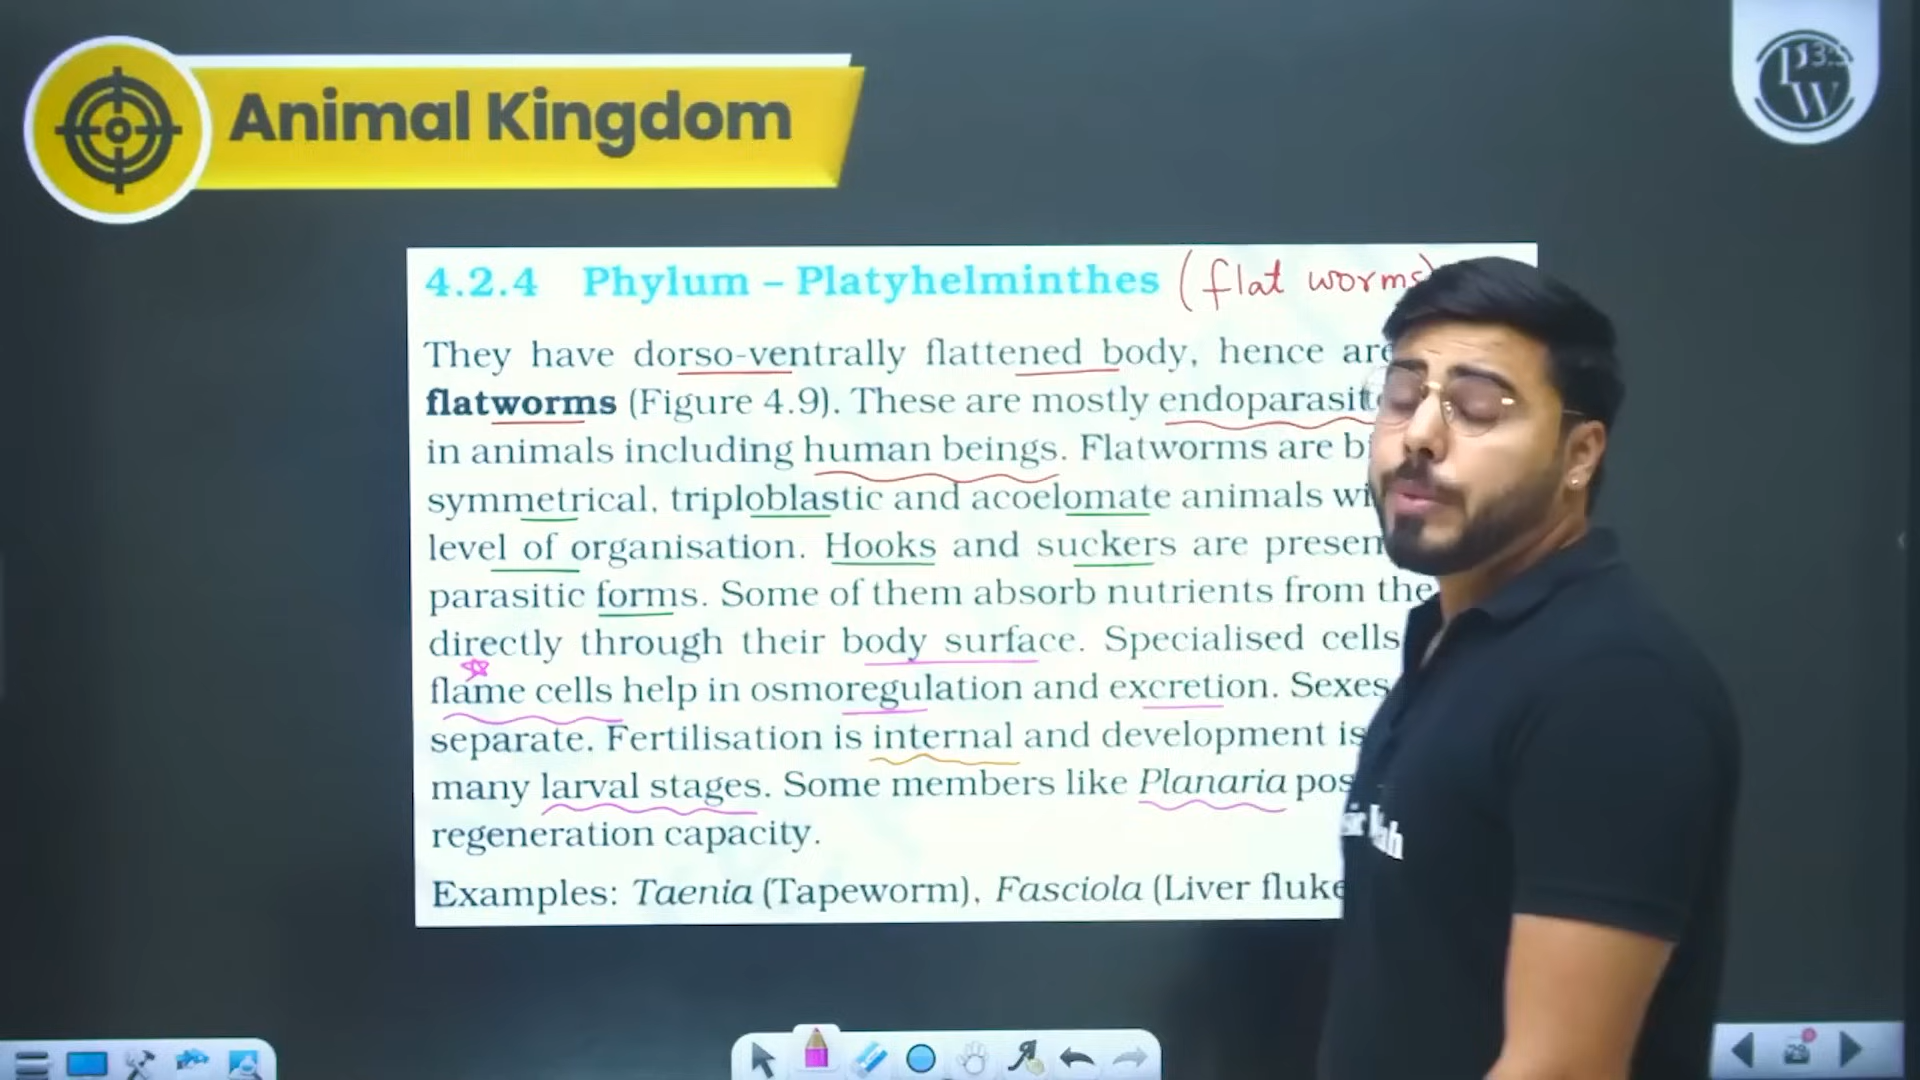 Animal Kingdom
PW
4.2.4 Phylum – Platyhelminthes (flat worms)
They have dorso-ventrally flattened body, hence are
flatworms (Figure 4.9). These are mostly endoparasite
in animals including human beings. Flatworms are bi
symmetrical, triploblastic and acoelomate animals wi
level of organisation. Hooks and suckers are presen
parasitic forms. Some of them absorb nutrients from the
directly through their body surface. Specialised cells
flame cells help in osmoregulation and excretion. Sexes
separate. Fertilisation is internal and development is
many larval stages. Some members like Planaria pos
regeneration capacity.
Examples: Taenia (Tapeworm), Fasciola (Liver fluke